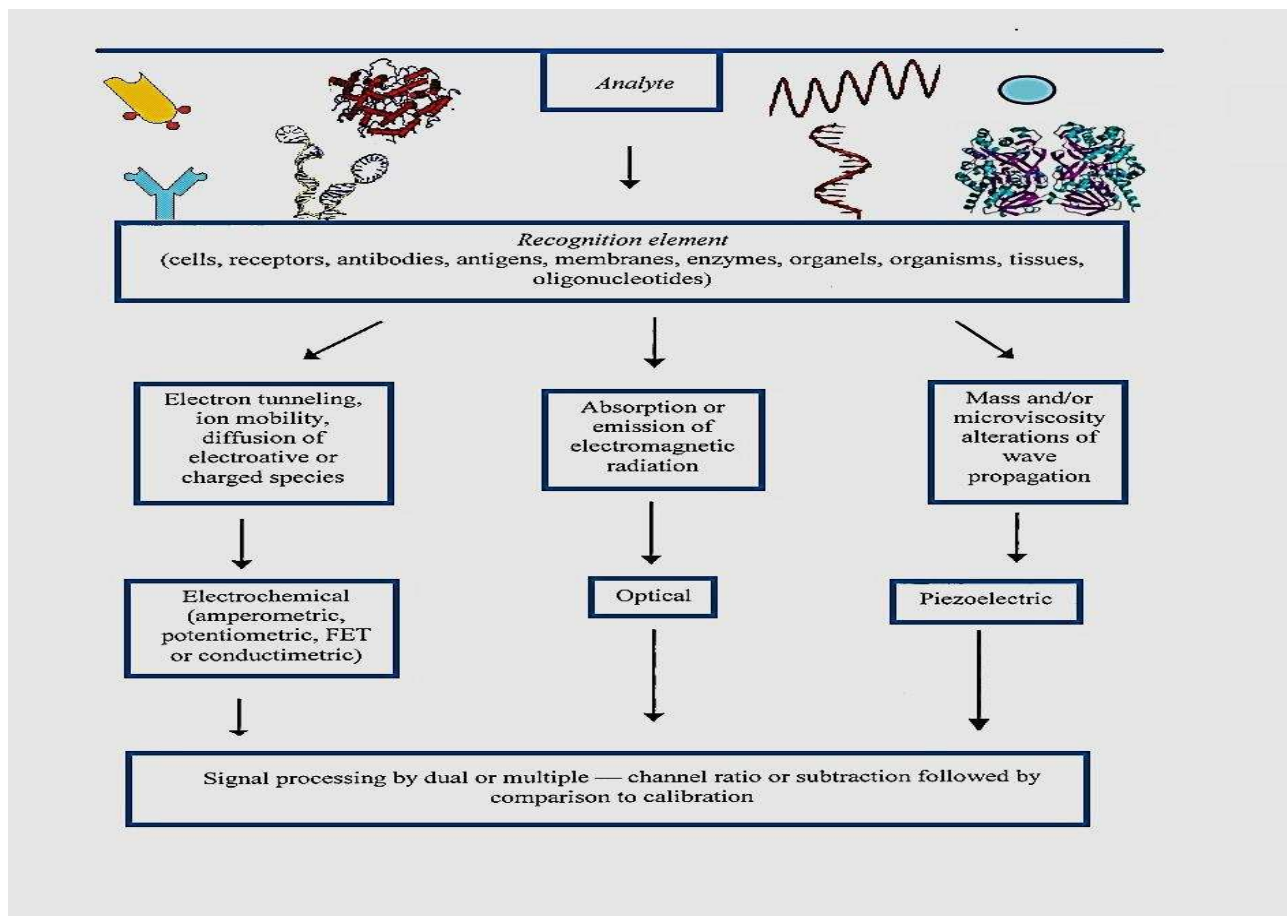 Analyte
Recognition element
(cells, receptors, antibodies, antigens, membranes, enzymes, organels, organisms, tissues,
oligonucleotides)
Electron tunneling,
ion mobility,
diffusion of
electroative or
charged species
Absorption or
emission of
electromagnetic
radiation
Mass and/or
microviscosity
alterations of
wave
propagation
Electrochemical
(amperometric,
potentiometric, FET
or conductimetric)
Optical
Piezoelectric
Signal processing by dual or multiple — channel ratio or subtraction followed by
comparison to calibration